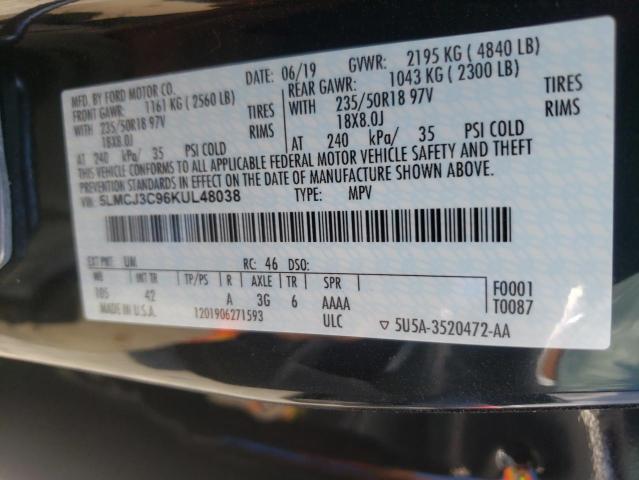 MFD. BY FORD MOTOR CO.
DATE: 06/19 GVWR: 2195 KG ( 4840 LB)
FRONT GAWR: 1161 KG ( 2560 LB)
REAR GAWR: 1043 KG ( 2300 LB)
WITH 235/50R18 97V TIRES
WITH 235/50R18 97V TIRES
18X8.0J RIMS
18X8.0J RIMS
AT 240 kPa/ 35 PSI COLD
AT 240 kPa/ 35 PSI COLD
THIS VEHICLE CONFORMS TO ALL APPLICABLE FEDERAL MOTOR VEHICLE SAFETY AND THEFT
PREVENTION STANDARDS IN EFFECT ON THE DATE OF MANUFACTURE SHOWN ABOVE.
VIN: 5LMCJ3C96KUL48038 TYPE: MPV
EXT PNT: UM RC: 46 DSO:
WB INT TR TP/PS R AXLE TR SPR
105 42 A 3G 6 AAAA
F0001
T0087
MADE IN U.S.A. 1201906271593 ULC ▽ 5U5A-3520472-AA